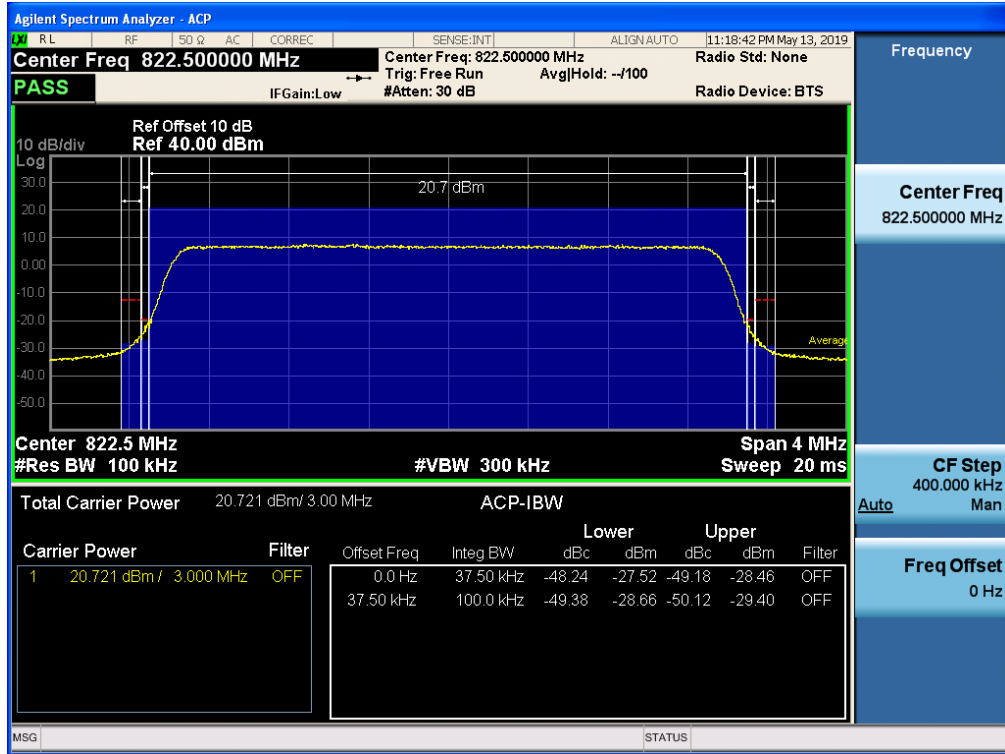 Agilent Spectrum Analyzer - ACP
LXI RL RF 50 Ω AC CORREC SENSE:INT ALIGN AUTO 11:18:42 PM May 13, 2019
Center Freq 822.500000 MHz
PASS
IFGain:Low
Center Freq: 822.500000 MHz
Trig: Free Run Avg|Hold: --/100
#Atten: 30 dB
Radio Std: None
Radio Device: BTS
Ref Offset 10 dB
10 dB/div Ref 40.00 dBm
Log
30.0
20.7 dBm
20.0
10.0
0.00
-10.0
-20.0
-30.0
Average
-40.0
-50.0
Center 822.5 MHz Span 4 MHz
#Res BW 100 kHz #VBW 300 kHz Sweep 20 ms
Total Carrier Power 20.721 dBm/ 3.00 MHz ACP-IBW
Lower Upper
Carrier Power Filter
Offset Freq Integ BW dBc dBm dBc dBm Filter
1 20.721 dBm / 3.000 MHz OFF
0.0 Hz 37.50 kHz -48.24 -27.52 -49.18 -28.46 OFF
37.50 kHz 100.0 kHz -49.38 -28.66 -50.12 -29.40 OFF
MSG STATUS
Frequency
Center Freq
822.500000 MHz
CF Step
400.000 kHz
Auto Man
Freq Offset
0 Hz